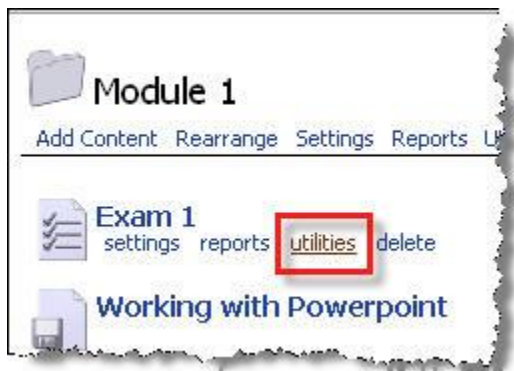 Module 1
Add Content Rearrange Settings Reports
Exam 1
settings reports utilities delete
Working with Powerpoint